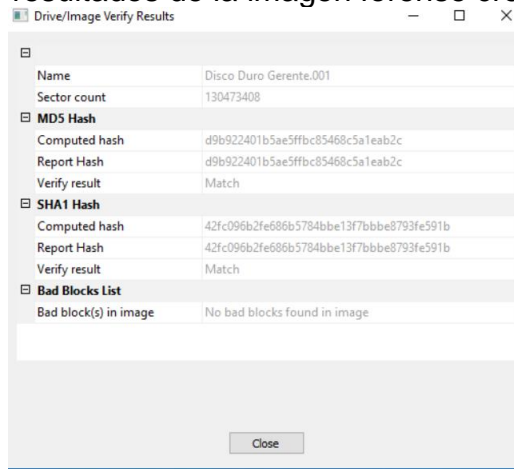 resultados de la imagen forense cre
Drive/Image Verify Results
Name Disco Duro Gerente.001
Sector count 130473408
MD5 Hash
Computed hash d9b922401b5ae5ffbc85468c5a1eab2c
Report Hash d9b922401b5ae5ffbc85468c5a1eab2c
Verify result Match
SHA1 Hash
Computed hash 42fc096b2fe686b5784bbe13f7bbbe8793fe591b
Report Hash 42fc096b2fe686b5784bbe13f7bbbe8793fe591b
Verify result Match
Bad Blocks List
Bad block(s) in image No bad blocks found in image
Close